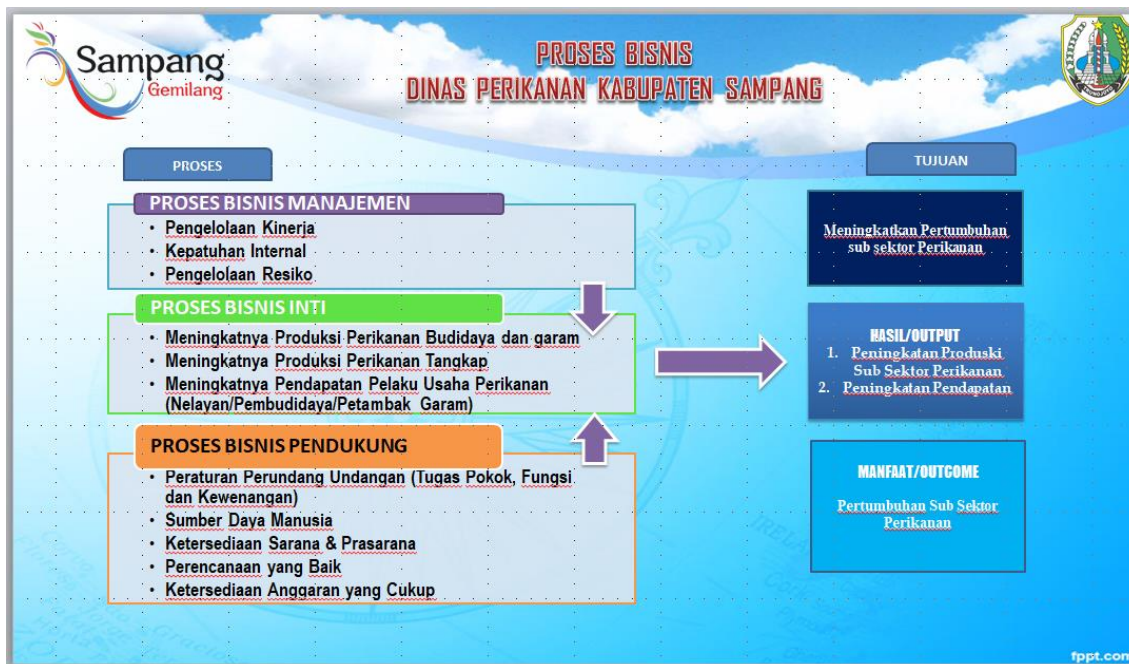 Sampang
Gemilang
PROSES BISNIS
DINAS PERIKANAN KABUPATEN SAMPANG
PROSES
TUJUAN
PROSES BISNIS MANAJEMEN
• Pengelolaan Kinerja
• Kepatuhan Internal
• Pengelolaan Resiko
Meningkatkan Pertumbuhan
sub sektor Perikanan
PROSES BISNIS INTI
• Meningkatnya Produksi Perikanan Budidaya dan garam
• Meningkatnya Produksi Perikanan Tangkap
• Meningkatnya Pendapatan Pelaku Usaha Perikanan
(Nelayan/Pembudidaya/Petambak Garam)
HASIL/OUTPUT
1. Peningkatan Produski
Sub Sektor Perikanan
2. Peningkatan Pendapatan
PROSES BISNIS PENDUKUNG
• Peraturan Perundang Undangan (Tugas Pokok, Fungsi
dan Kewenangan)
• Sumber Daya Manusia
• Ketersediaan Sarana & Prasarana
• Perencanaan yang Baik
• Ketersediaan Anggaran yang Cukup
MANFAAT/OUTCOME
Pertumbuhan Sub Sektor
Perikanan
fppt.com